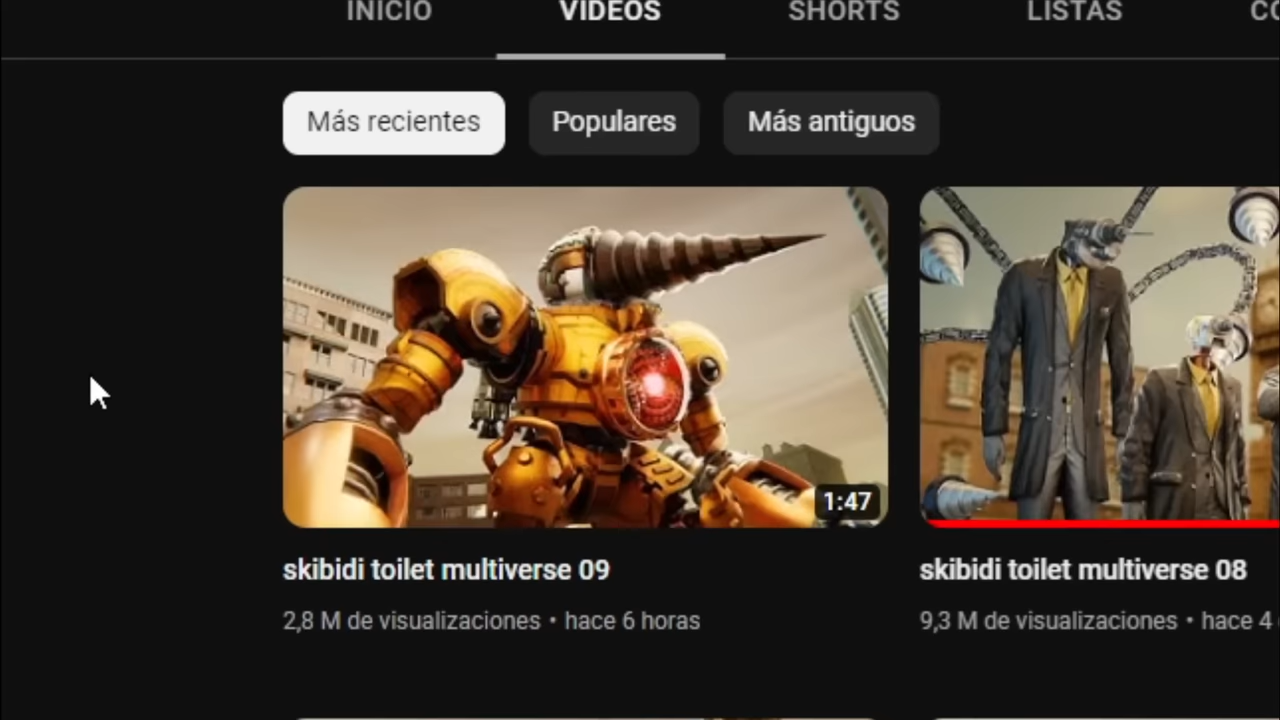 INICIO VIDEOS SHORTS LISTAS
Más recientes Populares Más antiguos
1:47
skibidi toilet multiverse 09 skibidi toilet multiverse 08
2,8 M de visualizaciones • hace 6 horas 9,3 M de visualizaciones • hace 4